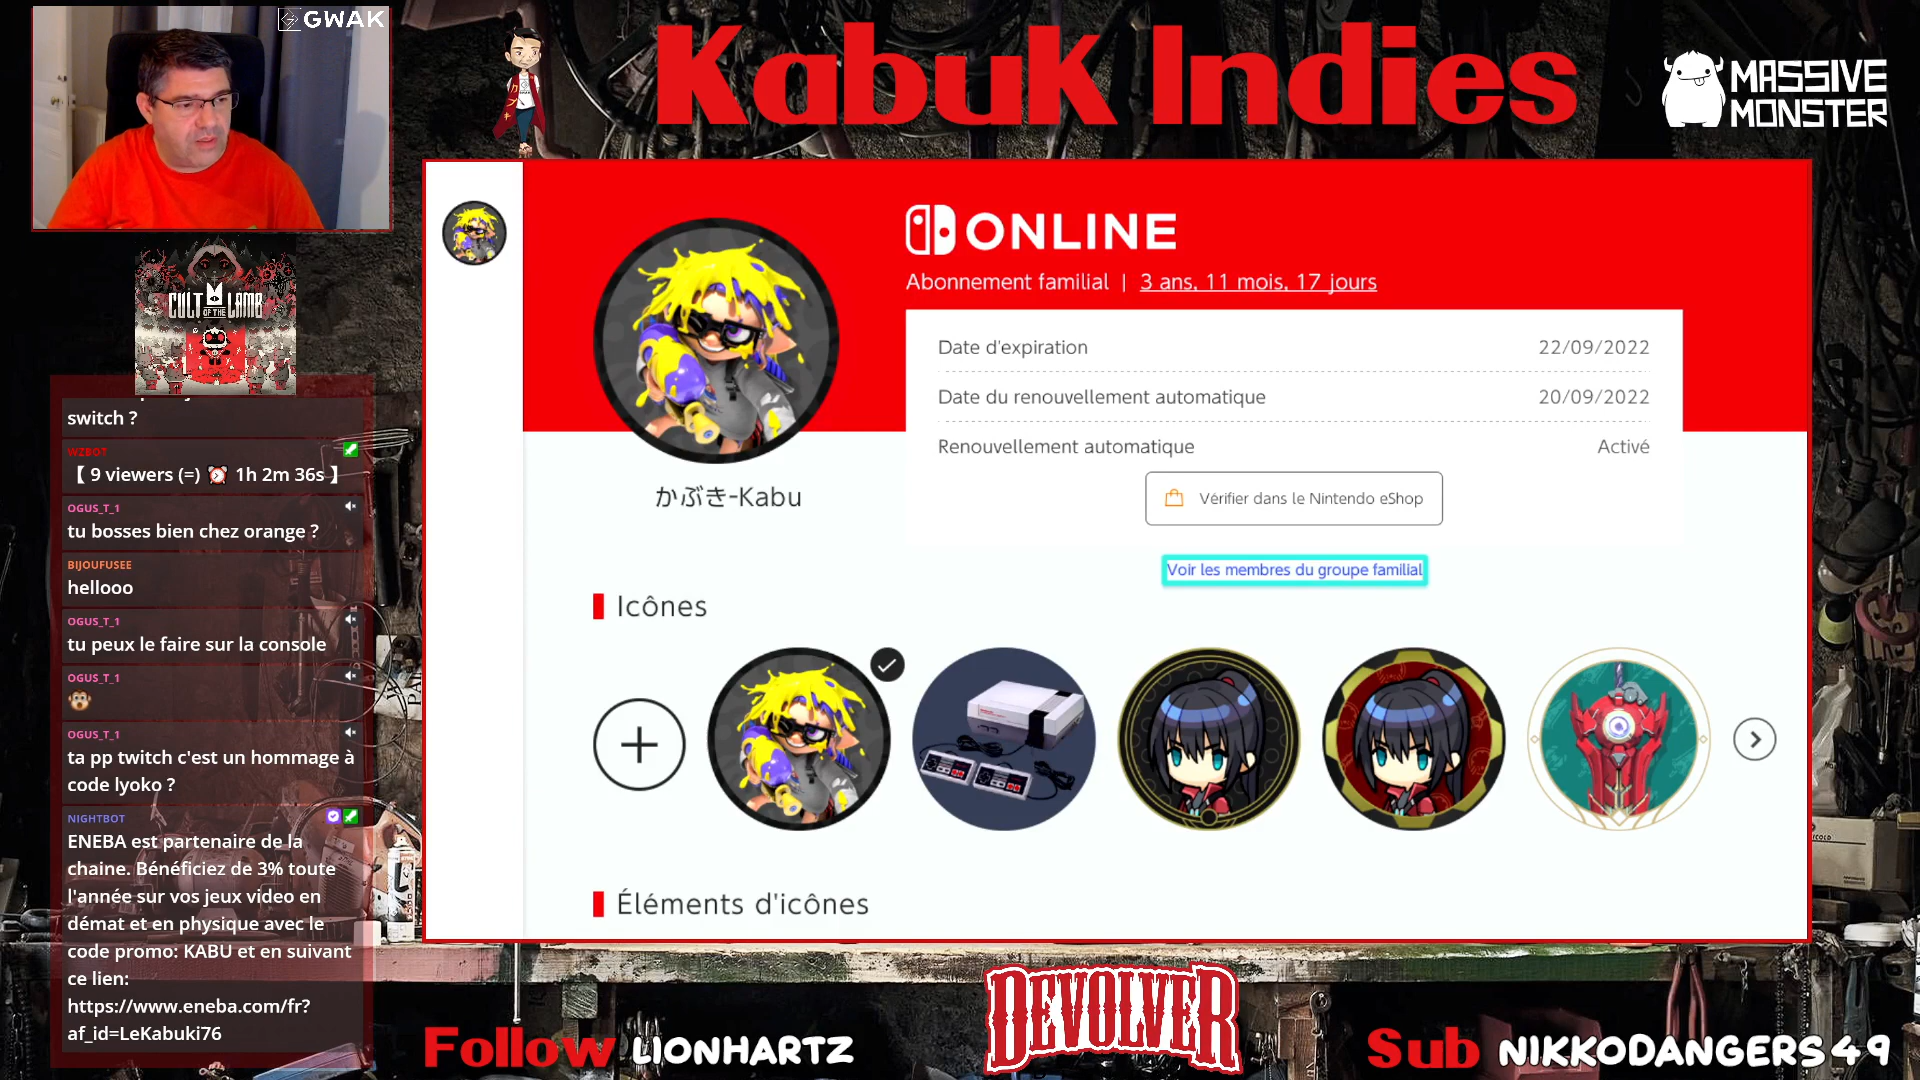 GWAK
KabuK Indies
MASSIVE
MONSTER
CULT
OF THE
LAMB
switch ?
WZBOT
【 9 viewers (=) ⏰ 1h 2m 36s 】
OGUS_T_1
tu bosses bien chez orange ?
BIJOUFUSEE
hellooo
OGUS_T_1
tu peux le faire sur la console
OGUS_T_1
🐵
OGUS_T_1
ta pp twitch c'est un hommage à
code lyoko ?
NIGHTBOT
ENEBA est partenaire de la
chaine. Bénéficiez de 3% toute
l'année sur vos jeux video en
démat et en physique avec le
code promo: KABU et en suivant
ce lien:
https://www.eneba.com/fr?
af_id=LeKabuki76
ONLINE
Abonnement familial | 3 ans, 11 mois, 17 jours
Date d'expiration 22/09/2022
Date du renouvellement automatique 20/09/2022
Renouvellement automatique Activé
Vérifier dans le Nintendo eShop
Voir les membres du groupe familial
かぶき-Kabu
Icônes
Éléments d'icônes
Follow LIONHARTZ
DEVOLVER
Sub NIKKODANGERS49